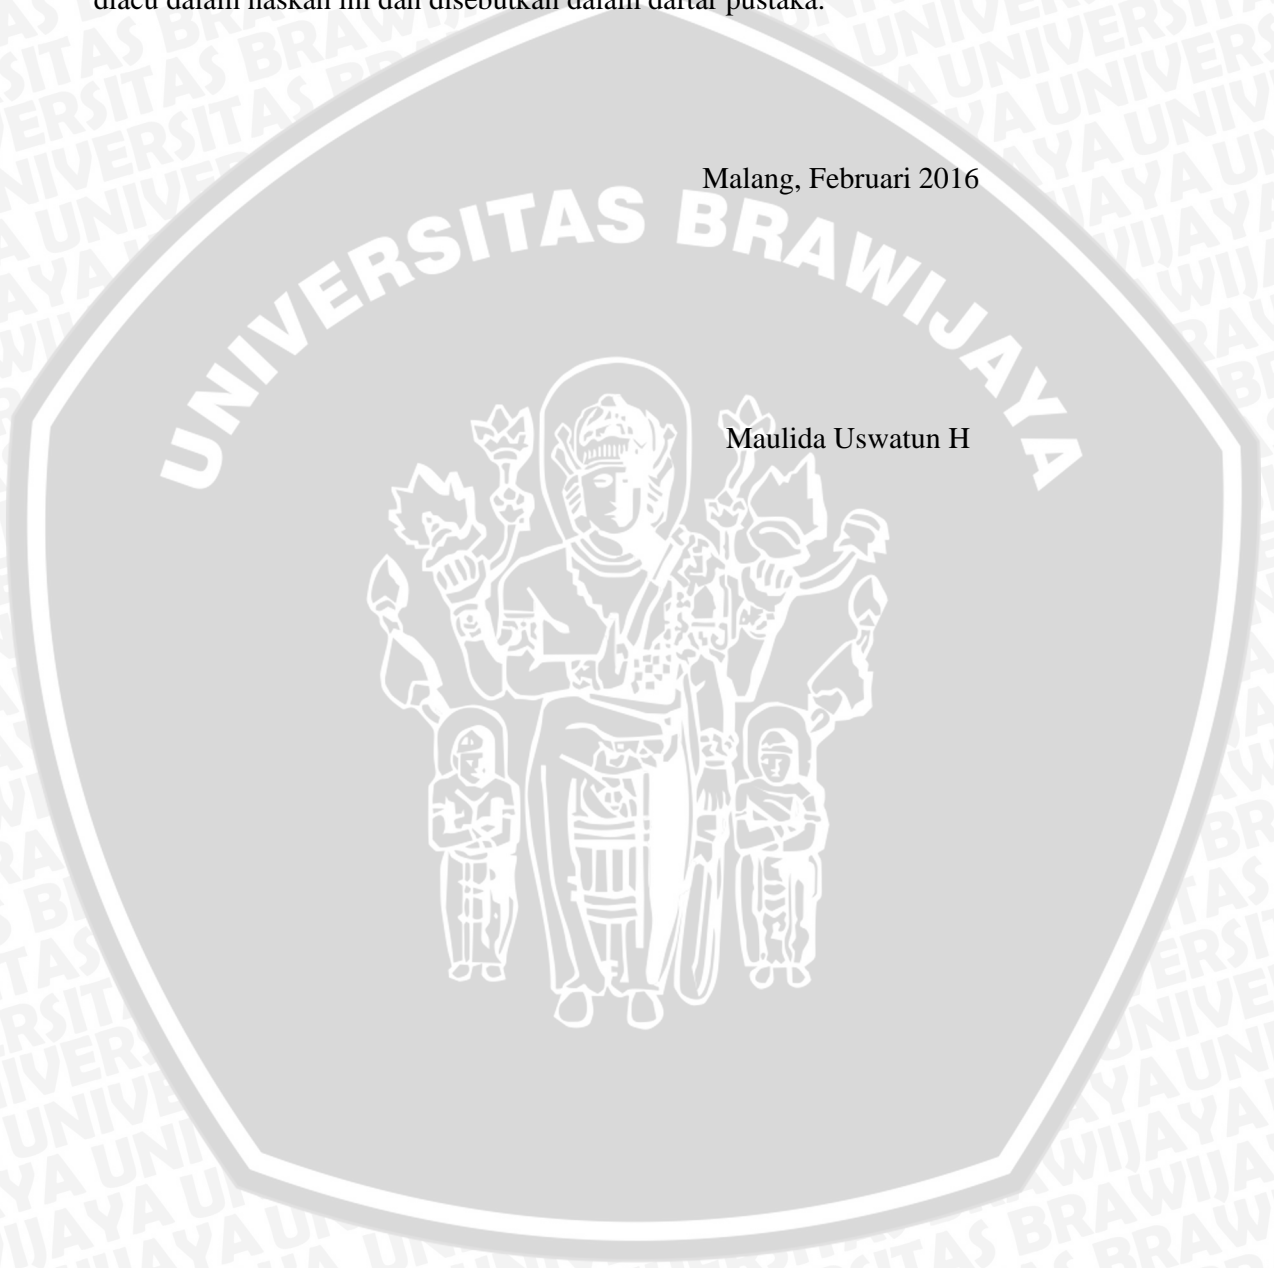 diacu dalam naskah ini dan disebutkan dalam daftar pustaka.
Malang, Februari 2016
UNIVERSITAS BRAWIJAYA
Maulida Uswatun H